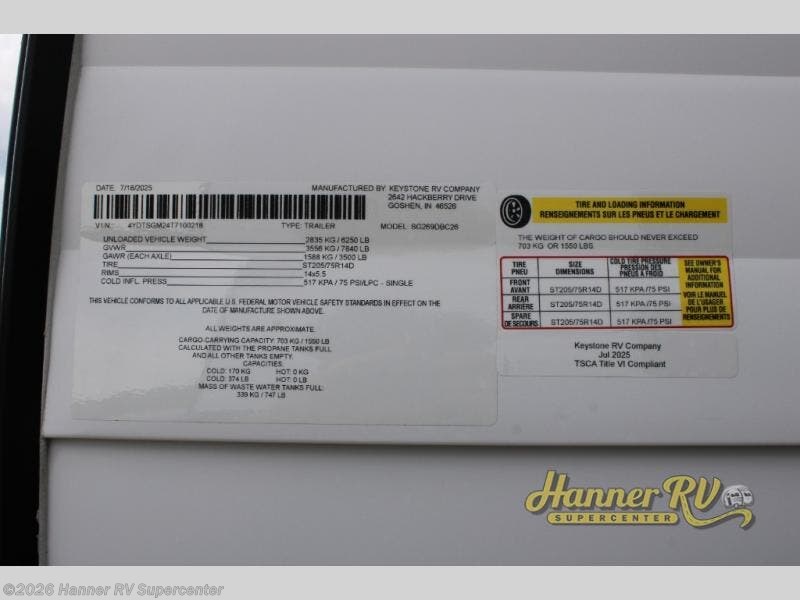 DATE: 7/16/2025 MANUFACTURED BY: KEYSTONE RV COMPANY
2642 HACKBERRY DRIVE
GOSHEN, IN 46526
V.I.N.: 4YDTSGM24T7100218 TYPE: TRAILER MODEL: SG269DBC26
UNLOADED VEHICLE WEIGHT 2835 KG / 6250 LB
GVWR 3556 KG / 7840 LB
GAWR (EACH AXLE) 1588 KG / 3500 LB
TIRE ST205/75R14D
RIMS 14x5.5
COLD INFL. PRESS 517 KPA / 75 PSI/LPC - SINGLE
THIS VEHICLE CONFORMS TO ALL APPLICABLE U.S. FEDERAL MOTOR VEHICLE SAFETY STANDARDS IN EFFECT ON THE
DATE OF MANUFACTURE SHOWN ABOVE.
ALL WEIGHTS ARE APPROXIMATE.
CARGO-CARRYING CAPACITY: 703 KG / 1550 LB
CALCULATED WITH THE PROPANE TANKS FULL
AND ALL OTHER TANKS EMPTY.
CAPACITIES:
COLD: 170 KG HOT: 0 KG
COLD: 374 LB HOT: 0 LB
MASS OF WASTE WATER TANKS FULL:
339 KG / 747 LB
TIRE AND LOADING INFORMATION
RENSEIGNEMENTS SUR LES PNEUS ET LE CHARGEMENT
THE WEIGHT OF CARGO SHOULD NEVER EXCEED
703 KG OR 1550 LBS.
TIRE
PNEU
SIZE
DIMENSIONS
COLD TIRE PRESSURE
PRESSION DES
PNEUS A FROID
SEE OWNER'S
MANUAL FOR
ADDITIONAL
INFORMATION
VOIR LE MANUEL
DE L'USAGER
POUR PLUS DE
RENSEIGNEMENTS
FRONT
AVANT
ST205/75R14D 517 KPA/75 PSI
REAR
ARRIÈRE
ST205/75R14D 517 KPA/75 PSI
SPARE
DE SECOURS
ST205/75R14D 517 KPA/75 PSI
Keystone RV Company
Jul 2025
TSCA Title VI Compliant
Hanner RV
SUPERCENTER
©2026 Hanner RV Supercenter